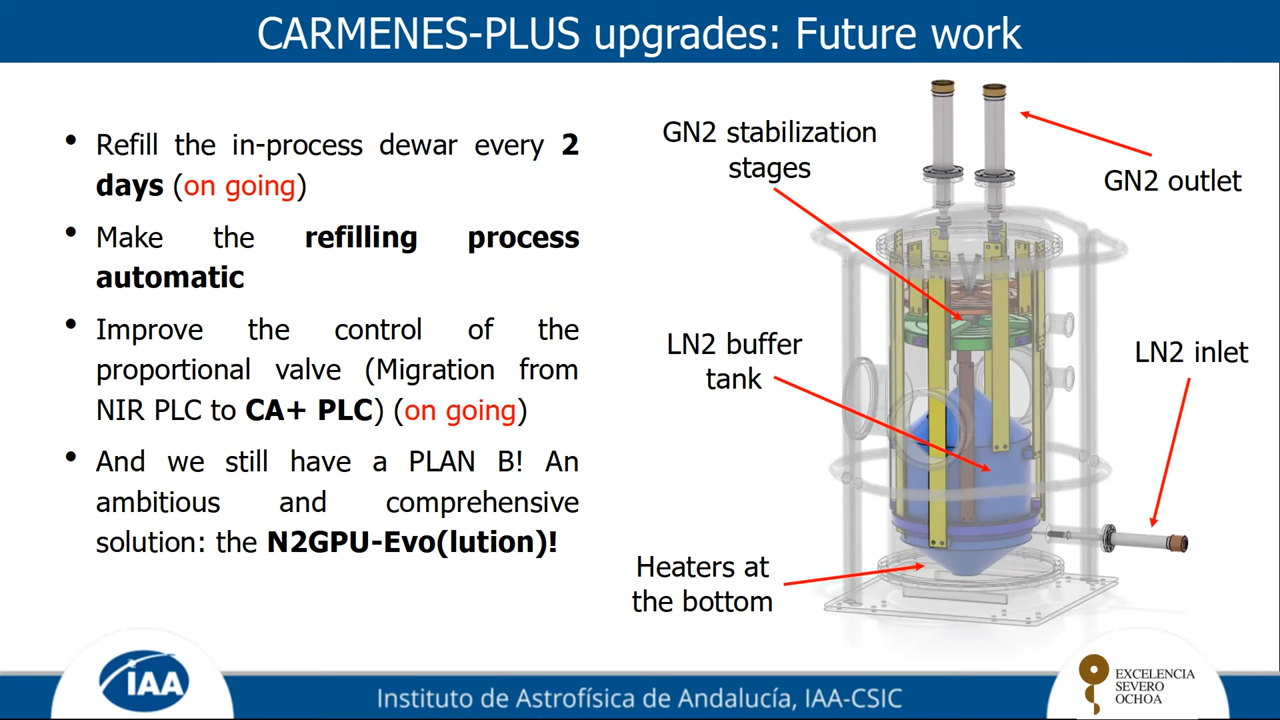 CARMENES-PLUS upgrades: Future work
• Refill the in-process dewar every 2
days (on going)
• Make the refilling process
automatic
• Improve the control of the
proportional valve (Migration from
NIR PLC to CA+ PLC) (on going)
• And we still have a PLAN B! An
ambitious and comprehensive
solution: the N2GPU-Evo(lution)!
GN2 stabilization
stages
GN2 outlet
LN2 buffer
tank
LN2 inlet
Heaters at
the bottom
IAA
Instituto de Astrofísica de Andalucía, IAA-CSIC
EXCELENCIA
SEVERO
OCHOA